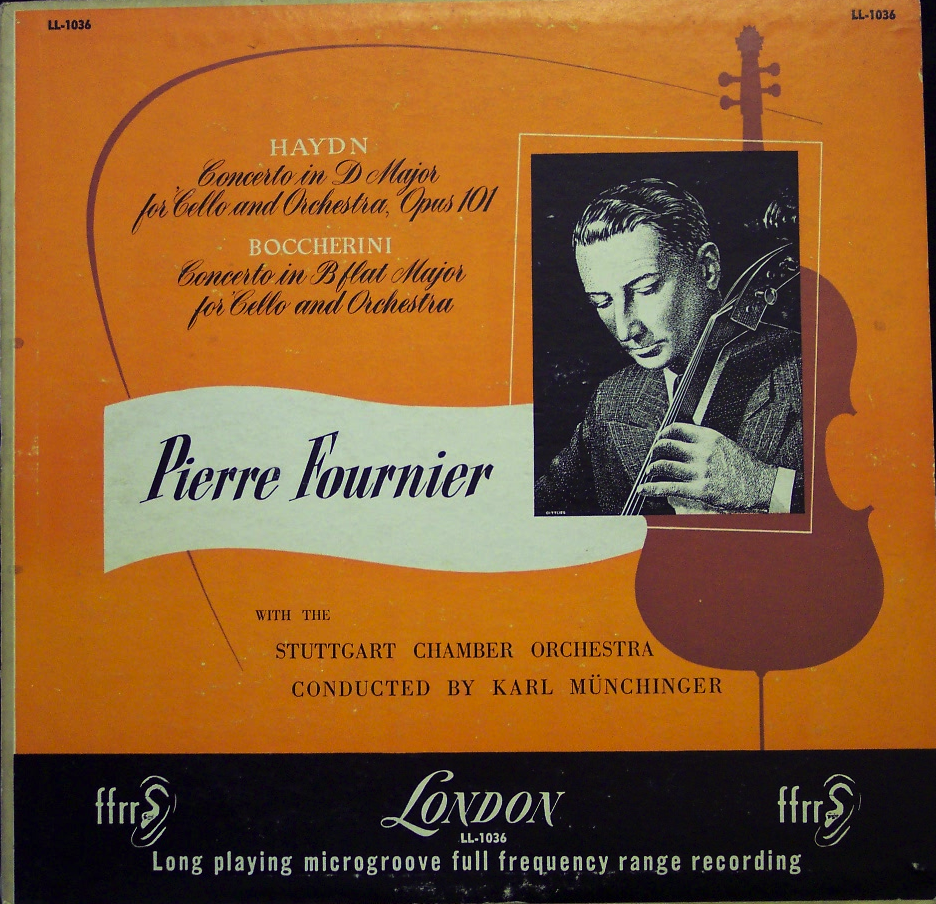 LL-1036
LL-1036
HAYDN
Concerto in D Major
for 'Cello and Orchestra, Opus 101
BOCCHERINI
Concerto in B flat Major
for 'Cello and Orchestra
Pierre Fournier
WITH THE
STUTTGART CHAMBER ORCHESTRA
CONDUCTED BY KARL MÜNCHINGER
ffrr
LONDON
ffrr
LL-1036
Long playing microgroove full frequency range recording